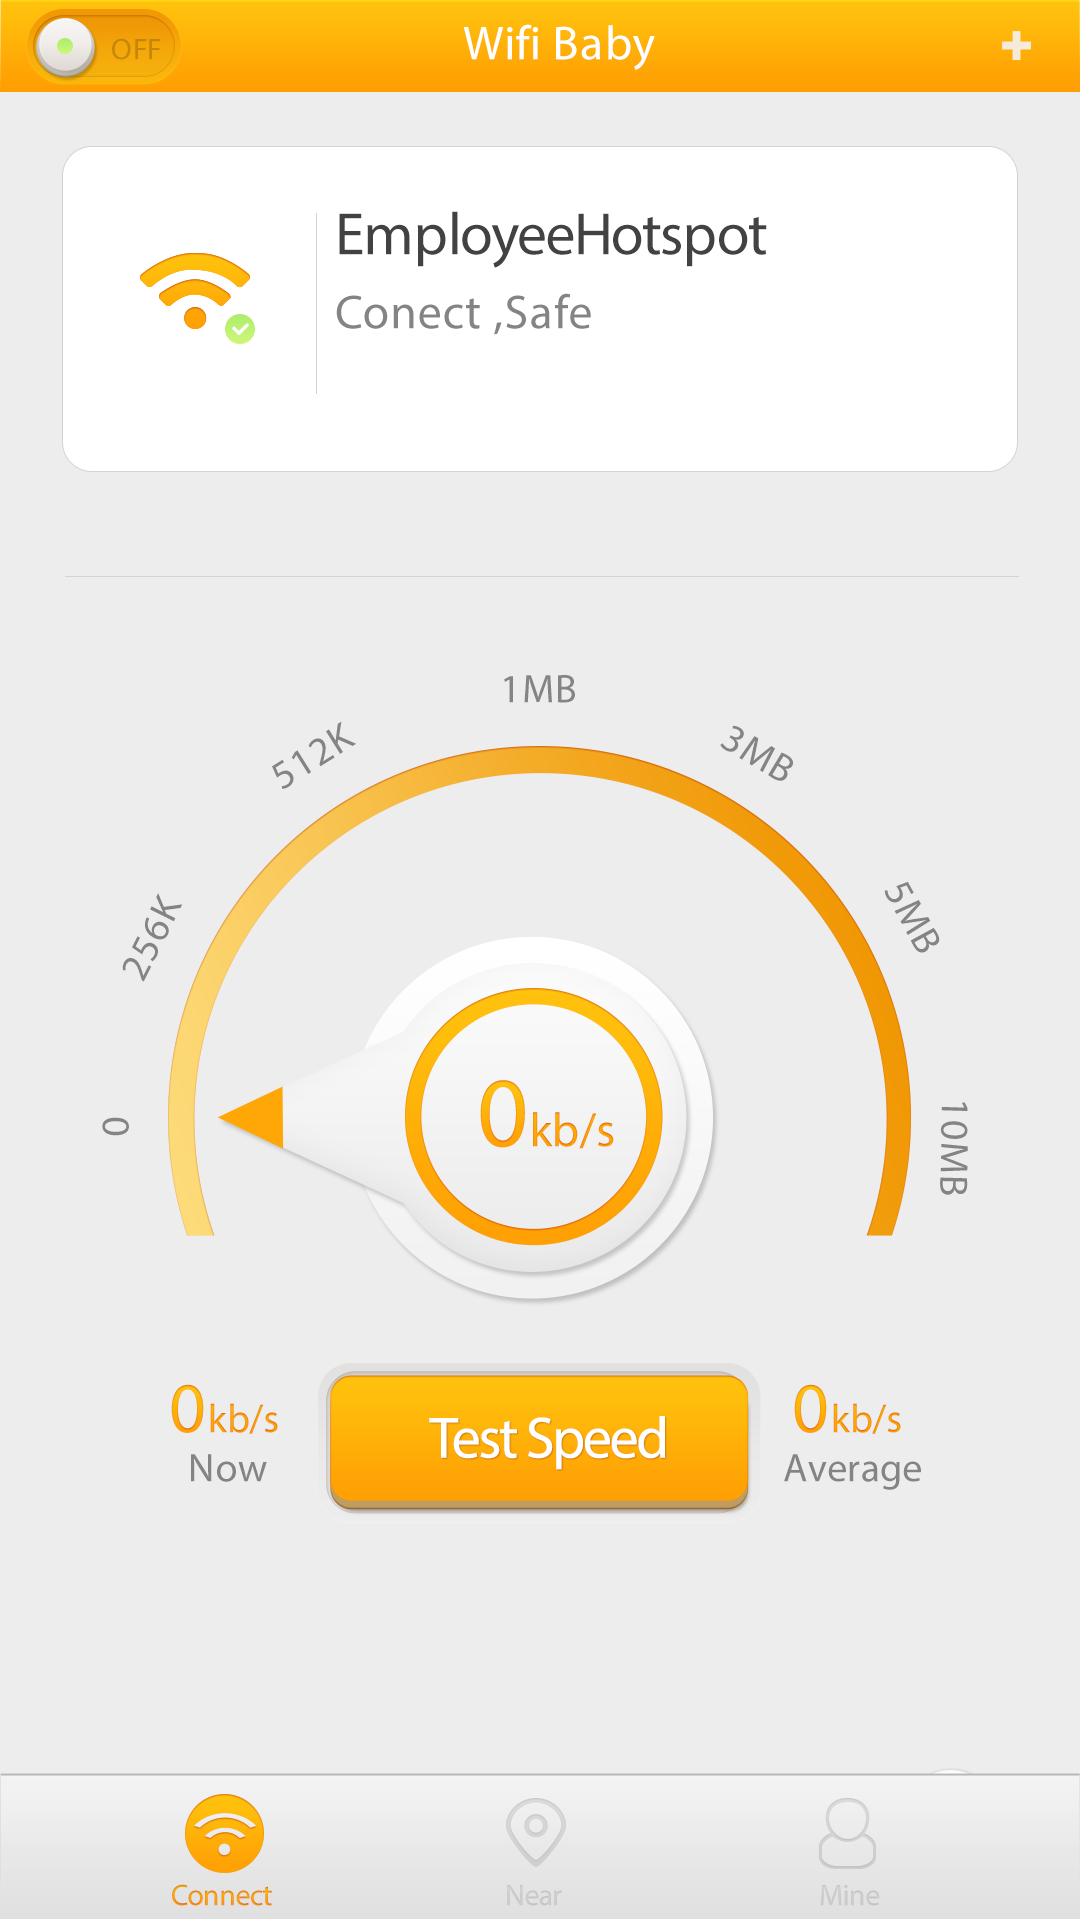 OFF
Wifi Baby
EmployeeHotspot
Conect ,Safe
1MB
512K
3MB
256K
5MB
0
10MB
0kb/s
0kb/s
Now
Test Speed
0kb/s
Average
Connect
Near
Mine